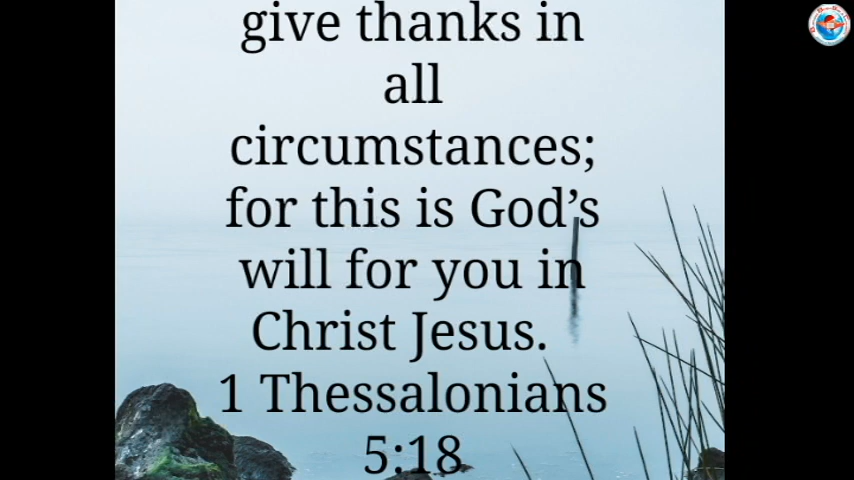 give thanks in
all
circumstances;
for this is God’s
will for you in
Christ Jesus.
1 Thessalonians
5:18